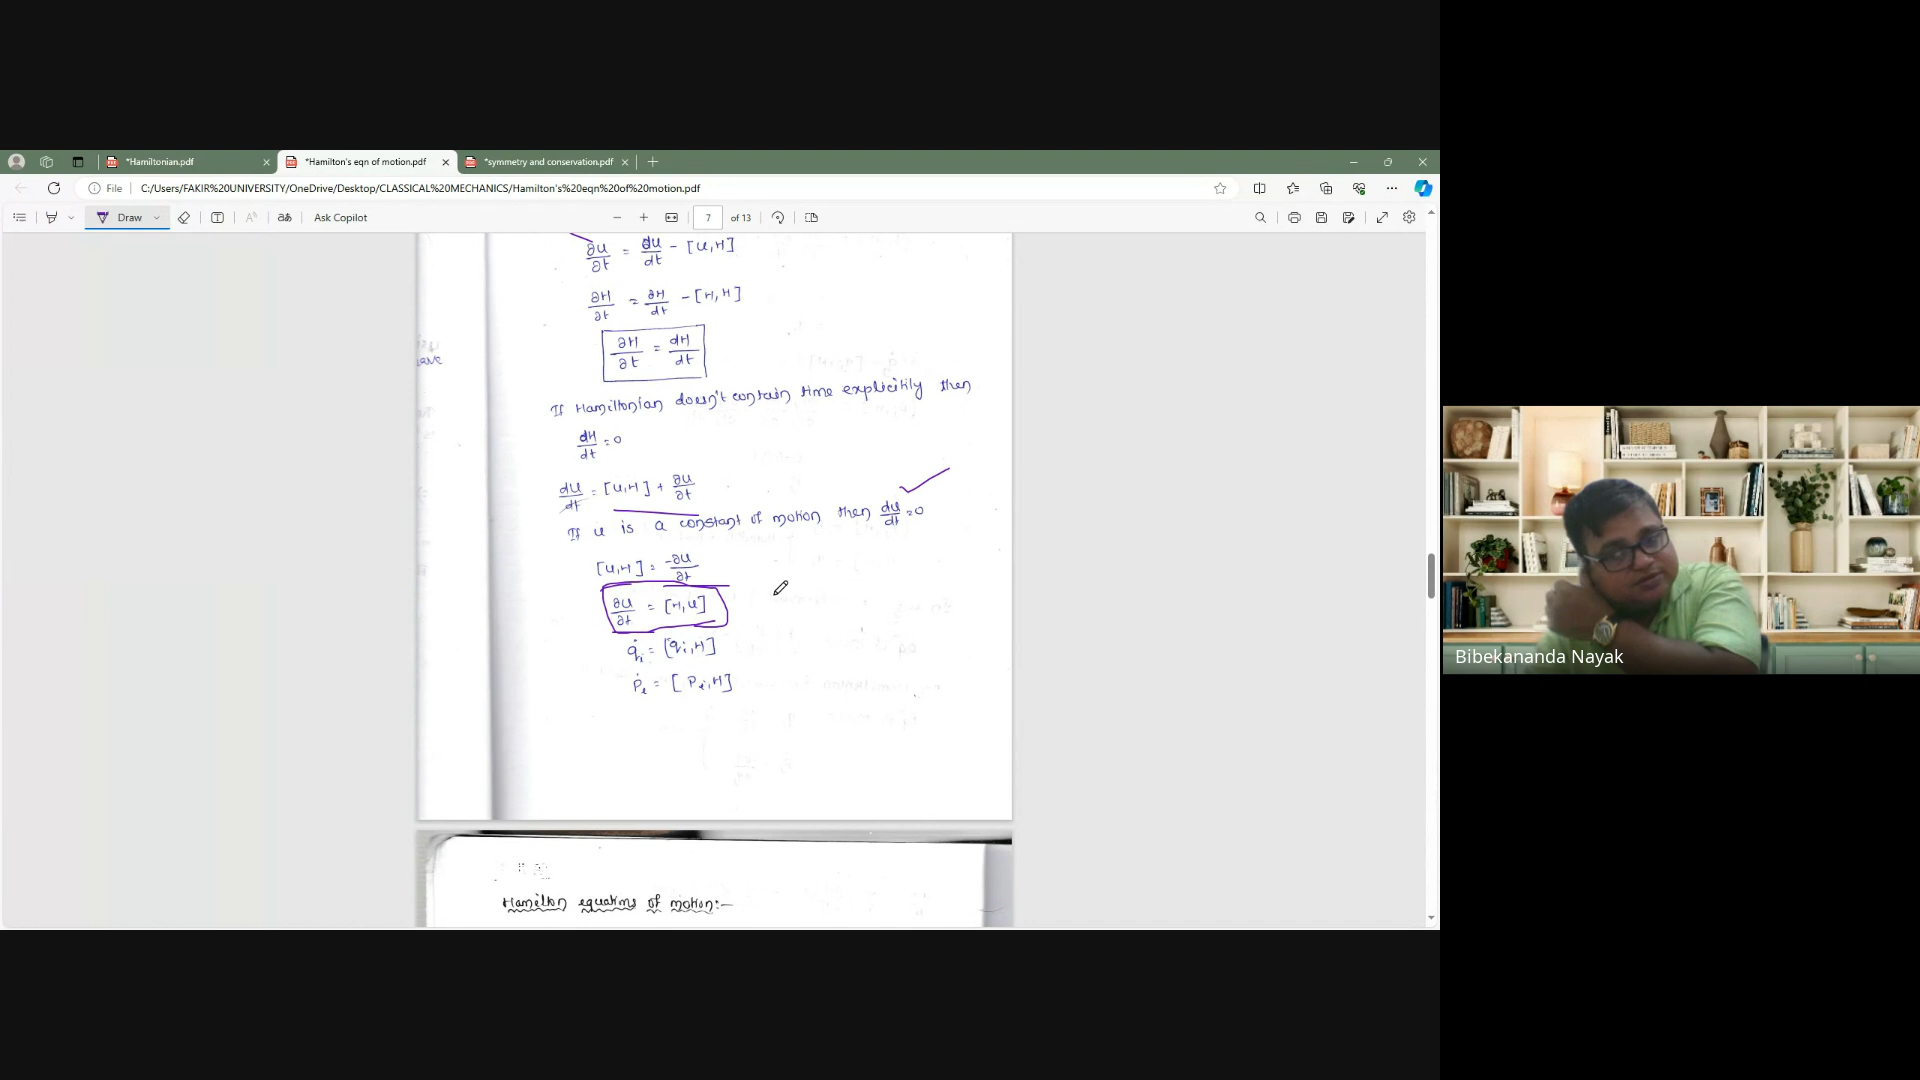 *Hamiltonian.pdf
*Hamilton's eqn of motion.pdf
*symmetry and conservation.pdf
File
C:/Users/FAKIR%20UNIVERSITY/OneDrive/Desktop/CLASSICAL%20MECHANICS/Hamilton's%20eqn%20of%20motion.pdf
Draw
Ask Copilot
7 of 13
∂u/∂t = du/dt - [u,H]
∂H/∂t = ∂H/dt - [H,H]
∂H/∂t = dH/dt
If Hamiltonian doesn't contain time explicitly then
dH/dt = 0
du/dt = [u,H] + ∂u/∂t
If u is a constant of motion then du/dt = 0
[u,H] = -∂u/∂t
∂u/∂t = [H,u]
q̇i = [qi,H]
ṗi = [Pi,H]
Hamilton equations of motion:-
Bibekananda Nayak